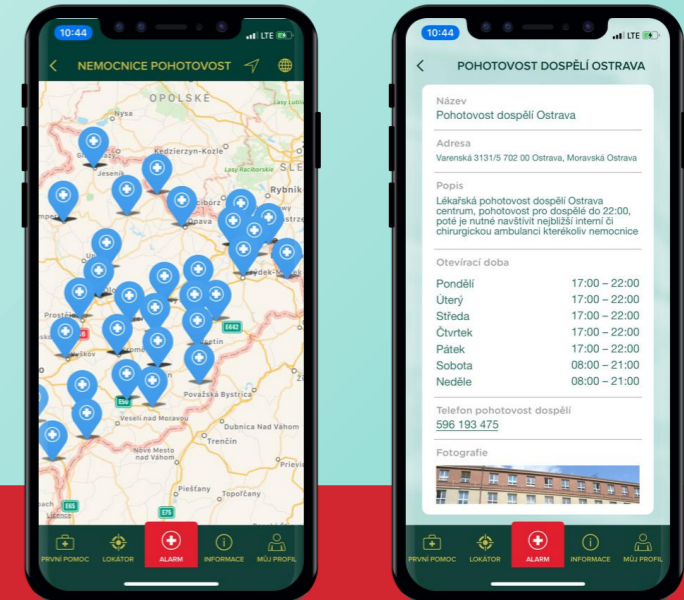 10:44
LTE
NEMOCNICE POHOTOVOST
OPOLSKÉ
Nysa
Kędzierzyn-Koźle
Lasy Raciborskie
Jeseník
Rybnik
Opava
E442
Považská Bystrica
E50
Veselí nad Moravou
Dubnica Nad Váhom
Trenčín
Nové Mesto
nad Váhom
Piešťany
Topoľčany
E65
E75
PRVNÍ POMOC
LOKÁTOR
ALARM
INFORMACE
MŮJ PROFIL
10:44
LTE
POHOTOVOST DOSPĚLÍ OSTRAVA
Název
Pohotovost dospělí Ostrava
Adresa
Varenská 3131/5 702 00 Ostrava, Moravská Ostrava
Popis
Lékařská pohotovost dospělí Ostrava
centrum, pohotovost pro dospělé do 22:00,
poté je nutné navštívit nejbližší interní či
chirurgickou ambulanci kterékoliv nemocnice
Otevírací doba
Pondělí 17:00 – 22:00
Úterý 17:00 – 22:00
Středa 17:00 – 22:00
Čtvrtek 17:00 – 22:00
Pátek 17:00 – 22:00
Sobota 08:00 – 21:00
Neděle 08:00 – 21:00
Telefon pohotovost dospělí
596 193 475
Fotografie
PRVNÍ POMOC
LOKÁTOR
ALARM
INFORMACE
MŮJ PROFIL